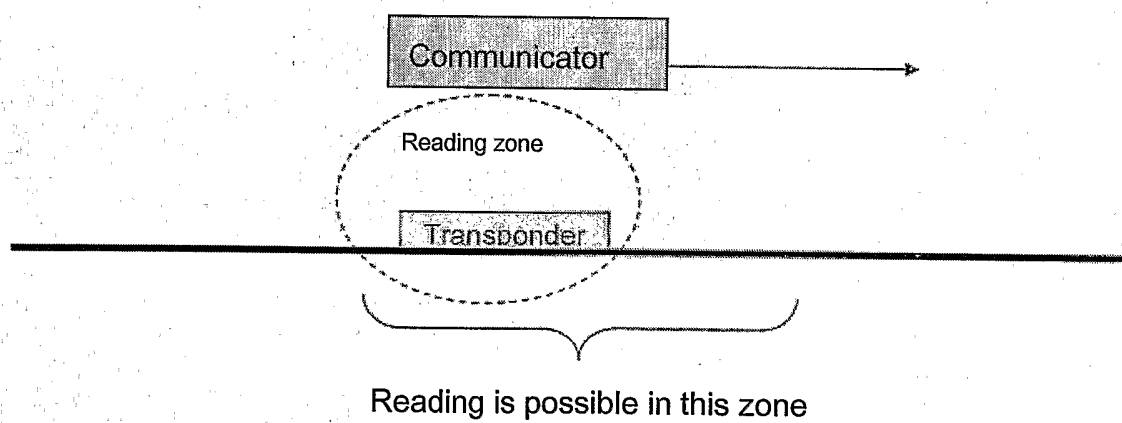 Communicator
Reading zone
Transponder
Reading is possible in this zone